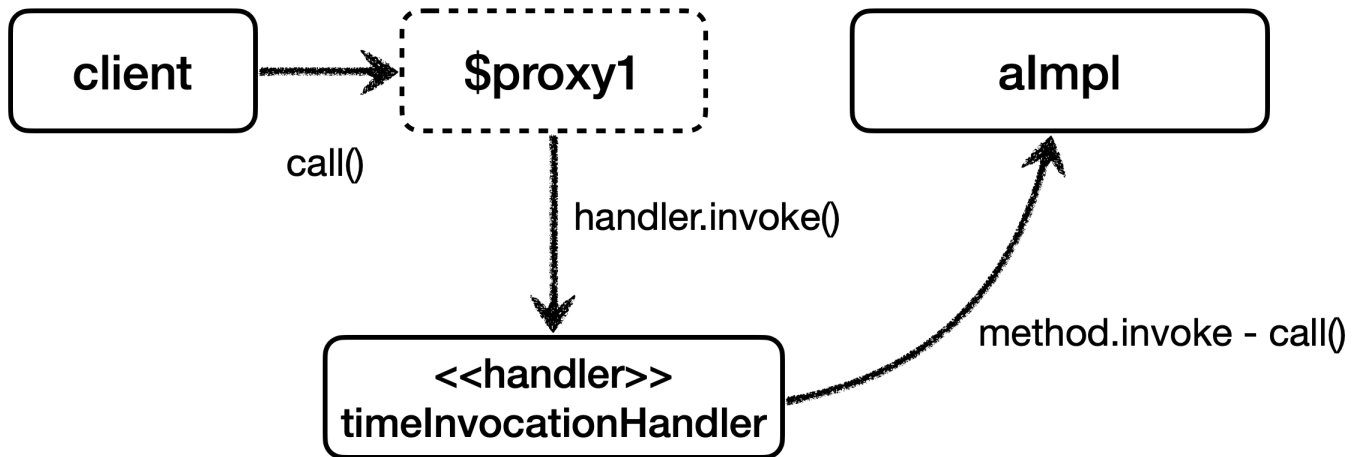 client
$proxy1
aImpl
call()
handler.invoke()
method.invoke - call()
<<handler>>
timeInvocationHandler